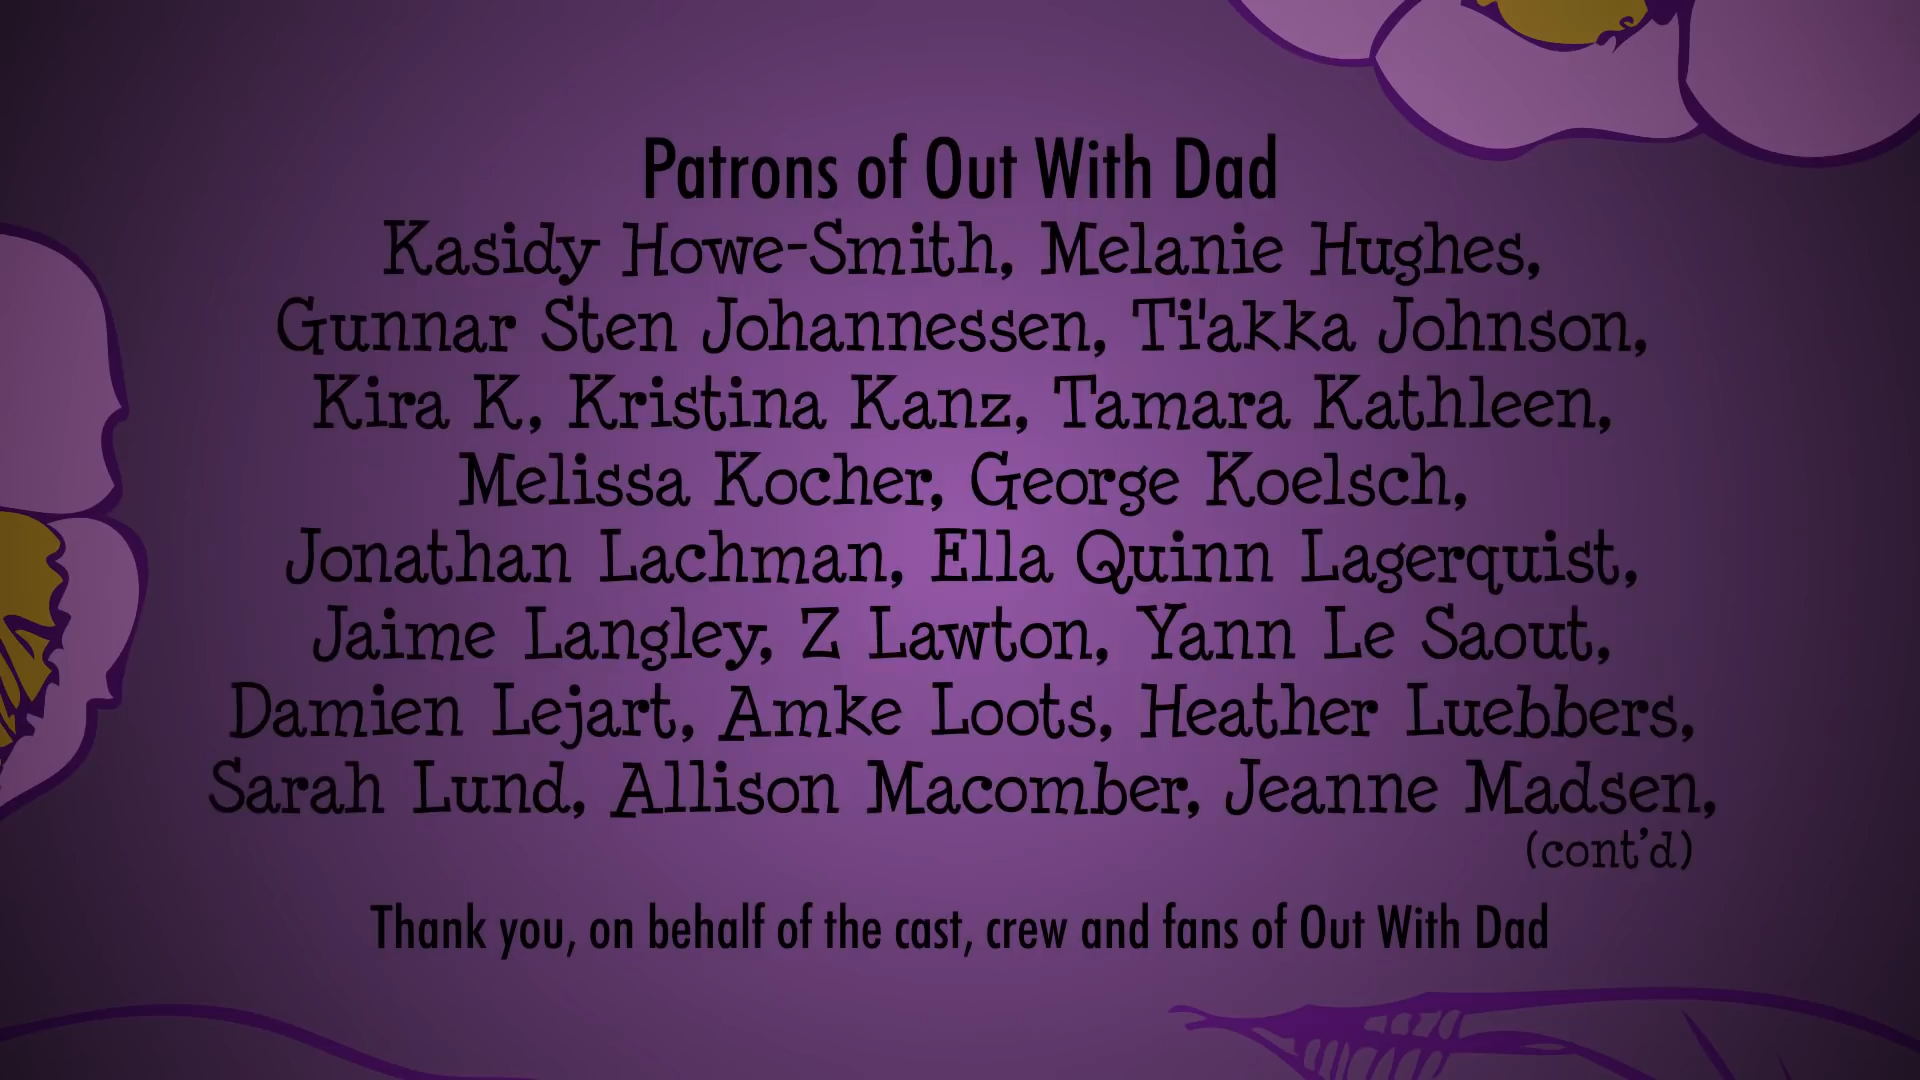 Patrons of Out With Dad
Kasidy Howe-Smith, Melanie Hughes,
Gunnar Sten Johannessen, Ti'akka Johnson,
Kira K, Kristina Kanz, Tamara Kathleen,
Melissa Kocher, George Koelsch,
Jonathan Lachman, Ella Quinn Lagerquist,
Jaime Langley, Z Lawton, Yann Le Saout,
Damien Lejart, Amke Loots, Heather Luebbers,
Sarah Lund, Allison Macomber, Jeanne Madsen,
(cont’d)
Thank you, on behalf of the cast, crew and fans of Out With Dad